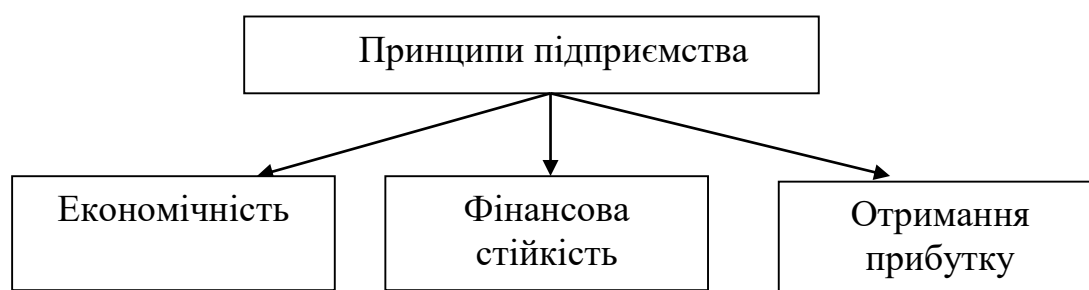 Принципи підприємства
Економічність
Фінансова
стійкість
Отримання
прибутку